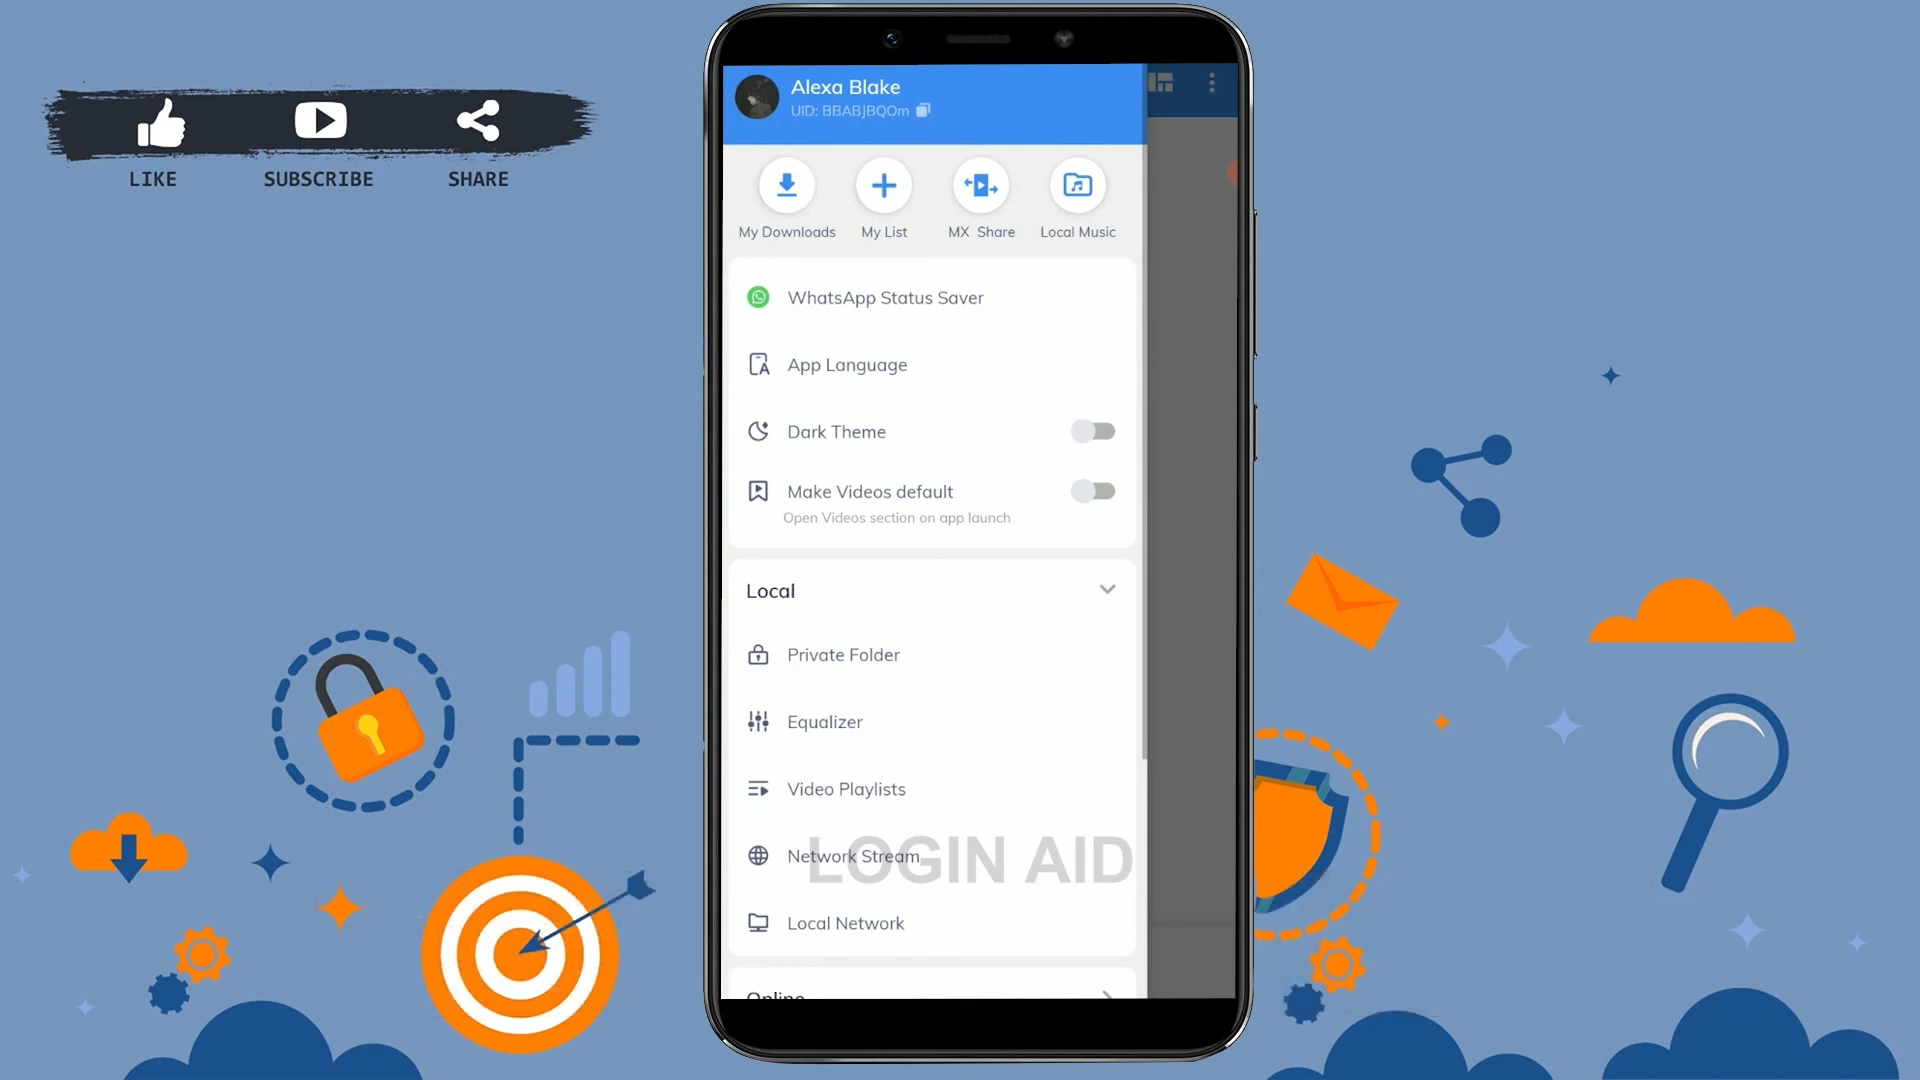 LIKE
SUBSCRIBE
SHARE
Alexa Blake
UID: BBABJBQOm
My Downloads
My List
MX Share
Local Music
WhatsApp Status Saver
App Language
Dark Theme
Make Videos default
Open Videos section on app launch
Local
Private Folder
Equalizer
Video Playlists
Network Stream
LOGIN AID
Local Network
Online